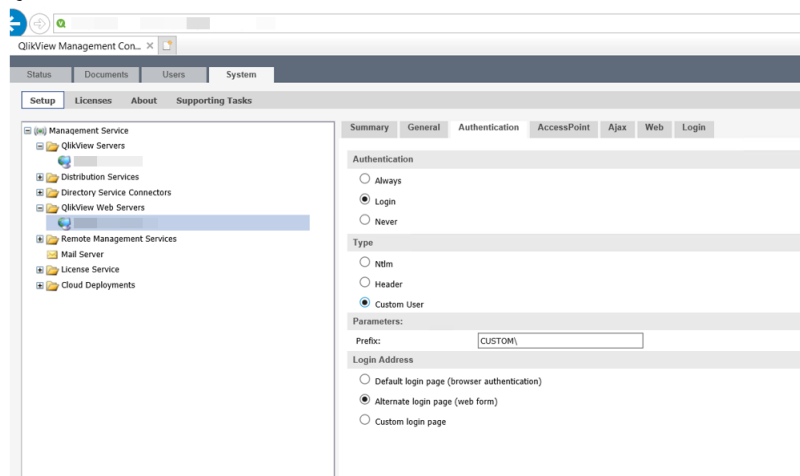 QlikView Management Con...
Status Documents Users System
Setup Licenses About Supporting Tasks
Management Service
QlikView Servers
Distribution Services
Directory Service Connectors
QlikView Web Servers
Remote Management Services
Mail Server
License Service
Cloud Deployments
Summary General Authentication AccessPoint Ajax Web Login
Authentication
Always
Login
Never
Type
Ntlm
Header
Custom User
Parameters:
Prefix: CUSTOM\
Login Address
Default login page (browser authentication)
Alternate login page (web form)
Custom login page